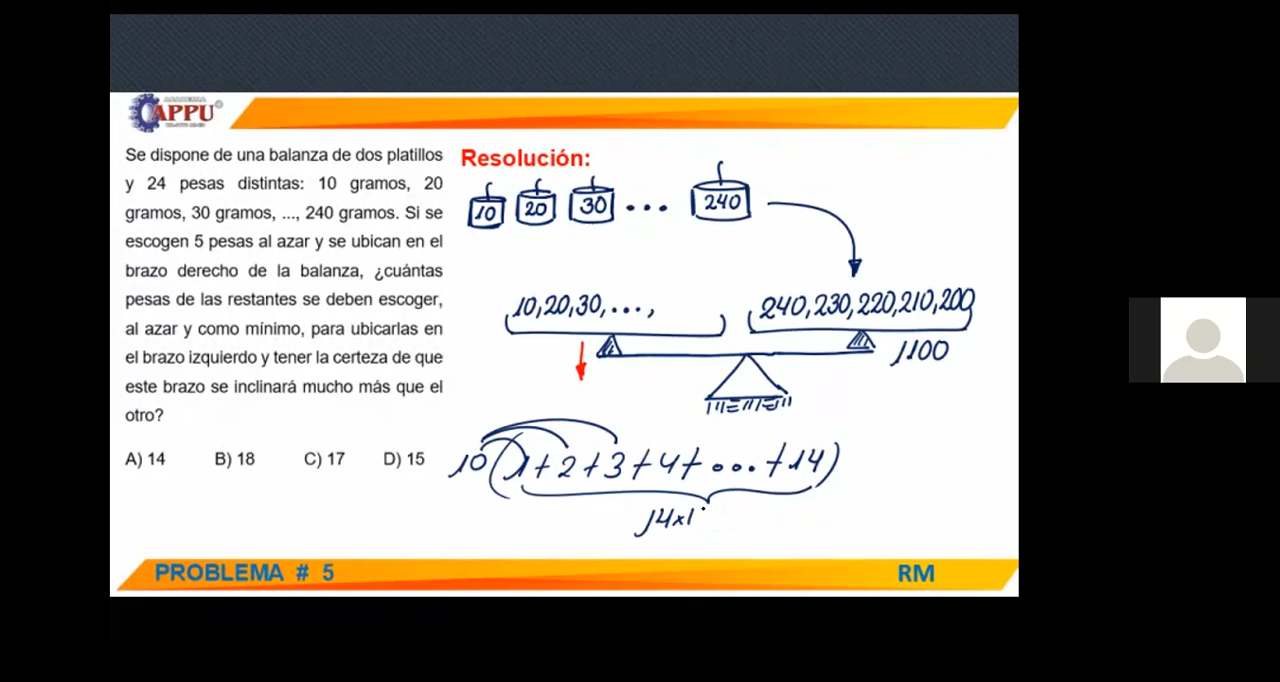 ACADEMIA
APPU
Se dispone de una balanza de dos platillos
y 24 pesas distintas: 10 gramos, 20
gramos, 30 gramos, ..., 240 gramos. Si se
escogen 5 pesas al azar y se ubican en el
brazo derecho de la balanza, ¿cuántas
pesas de las restantes se deben escoger,
al azar y como mínimo, para ubicarlas en
el brazo izquierdo y tener la certeza de que
este brazo se inclinará mucho más que el
otro?
A) 14 B) 18 C) 17 D) 15
Resolución:
10 20 30 ... 240
10,20,30,...,
240,230,220,210,200
1100
10(1+2+3+4+...+14)
14x1
PROBLEMA # 5
RM